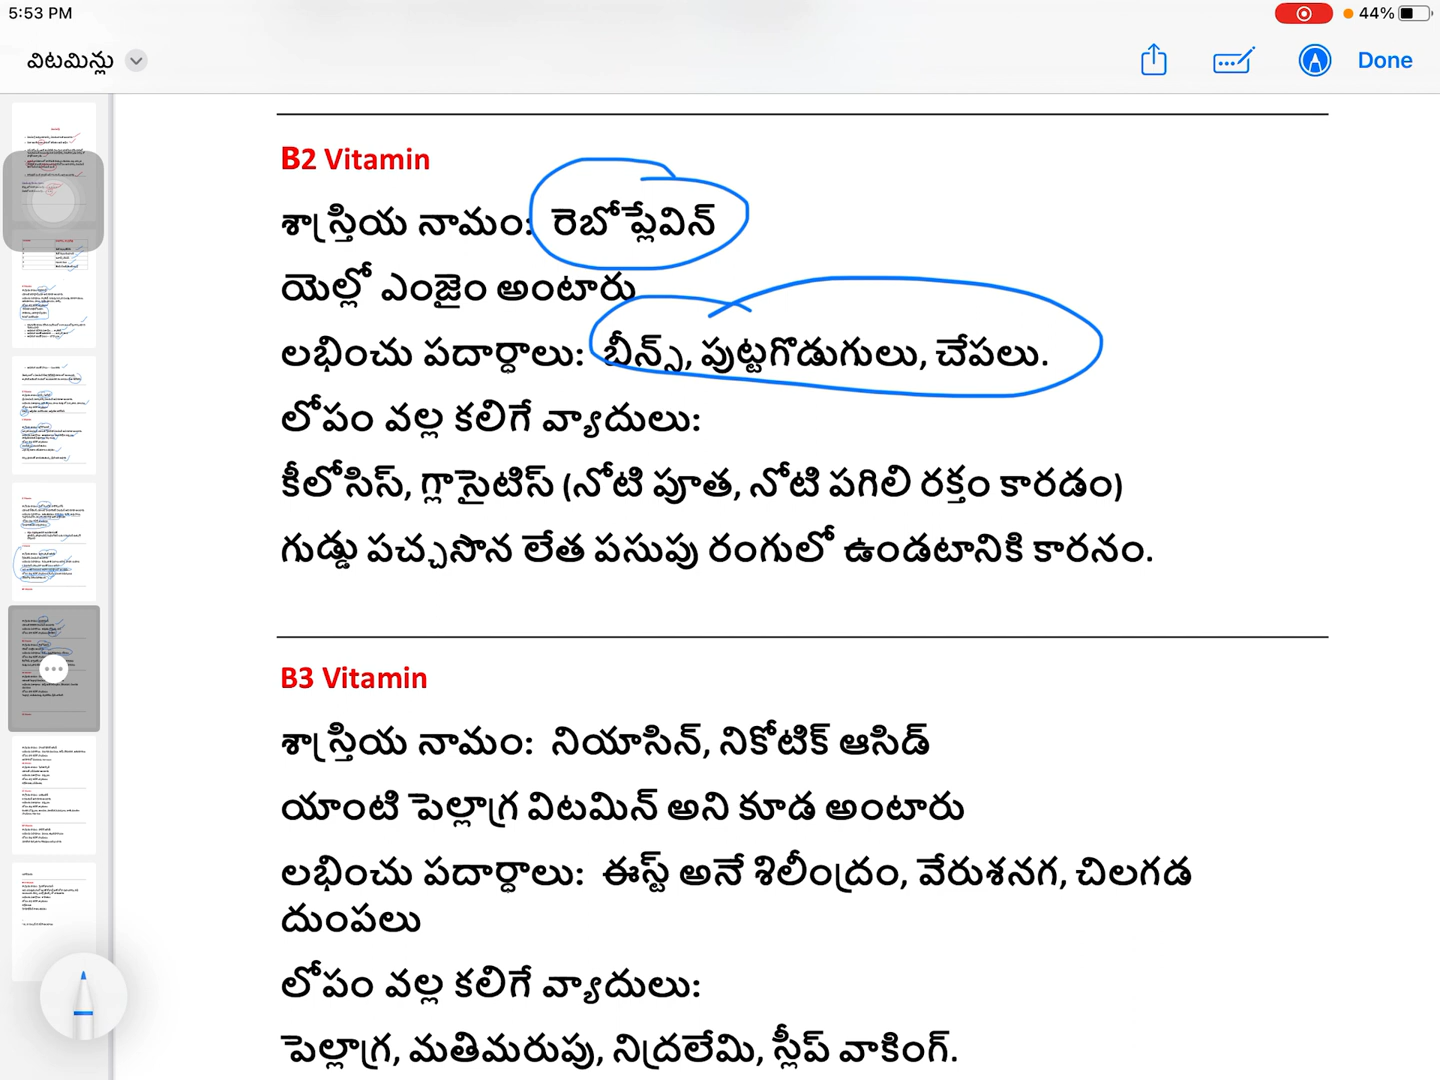 5:53 PM
44%
విటమిన్లు
Done
B2 Vitamin
శాస్త్రీయ నామం: రెబోప్లేవిన్
యెల్లో ఎంజైం అంటారు
లభించు పదార్ధాలు: బీన్స్, పుట్టగొడుగులు, చేపలు.
లోపం వల్ల కలిగే వ్యాదులు:
కీలోసిస్, గ్లాసైటిస్ (నోటి పూత, నోటి పగిలి రక్తం కారడం)
గుడ్డు పచ్చసొన లేత పసుపు రంగులో ఉండటానికి కారనం.
B3 Vitamin
శాస్త్రీయ నామం: నియాసిన్, నికోటిక్ ఆసిడ్
యాంటి పెల్లాగ్ర విటమిన్ అని కూడ అంటారు
లభించు పదార్ధాలు: ఈస్ట్ అనే శిలీంద్రం, వేరుశనగ, చిలగడ
దుంపలు
లోపం వల్ల కలిగే వ్యాదులు:
పెల్లాగ్ర, మతిమరుపు, నిద్రలేమి, స్లీప్ వాకింగ్.